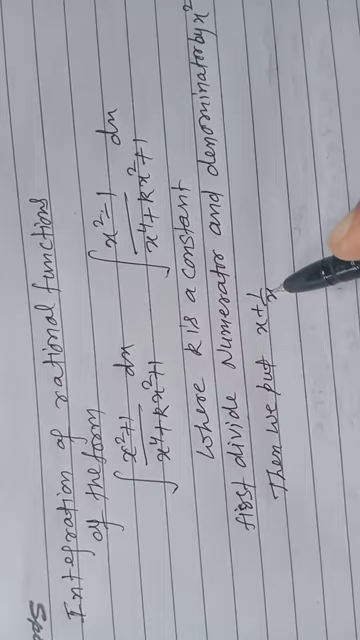 Spe
Integration of rational functions
of the form
∫ x²+1 / x⁴+kx²+1 dx ∫ x²-1 / x⁴+kx²+1 dx
where k is a constant
first divide Numerator and denominator by x²
Then we put x+1/x